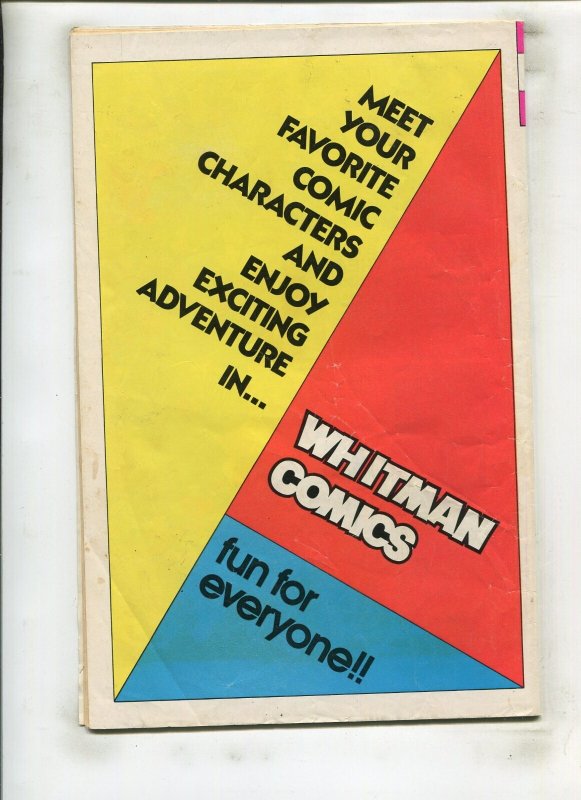 MEET
YOUR
FAVORITE
COMIC
CHARACTERS
AND
ENJOY
EXCITING
ADVENTURE
IN...
WHITMAN
COMICS
fun for
everyone!!